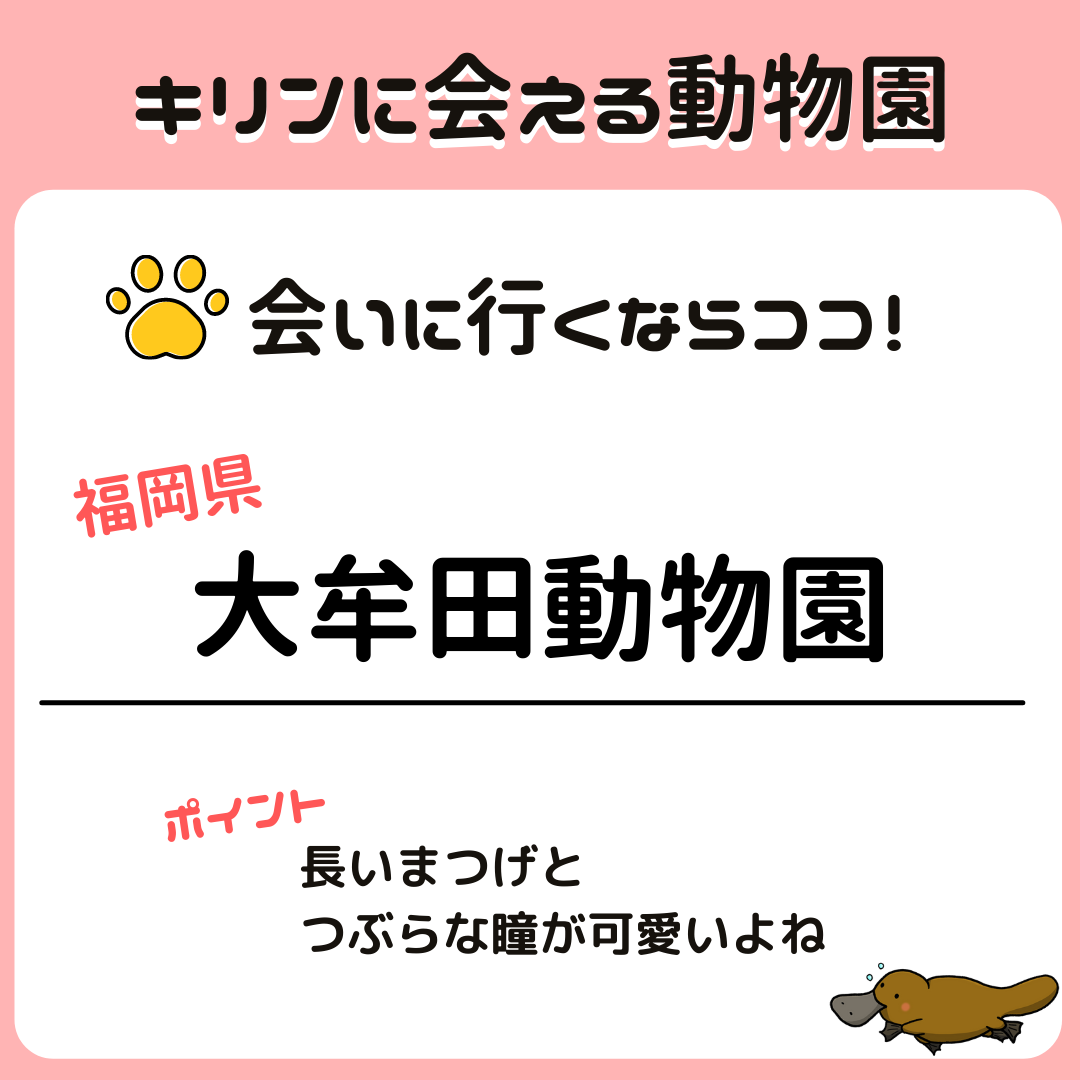 キリンに会える動物園
会いに行くならココ!
福岡県
大牟田動物園
ポイント
長いまつげと
つぶらな瞳が可愛いよね